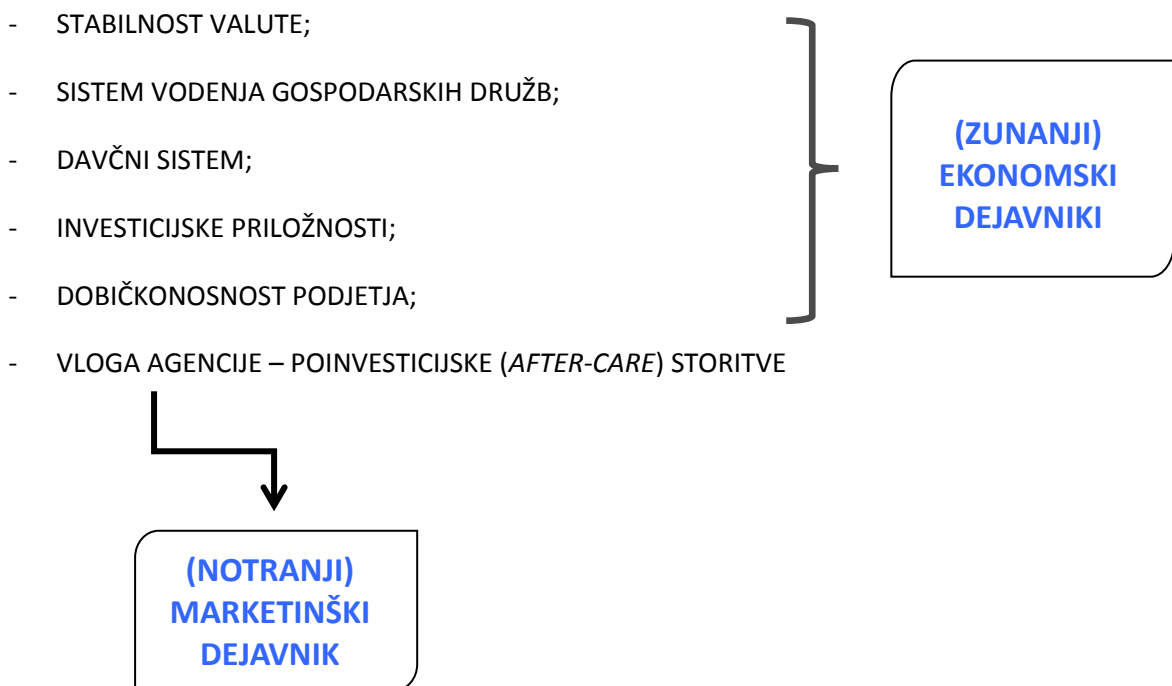 - STABILNOST VALUTE;
- SISTEM VODENJA GOSPODARSKIH DRUŽB;
- DAVČNI SISTEM;
- INVESTICIJSKE PRILOŽNOSTI;
- DOBIČKONOSNOST PODJETJA;
- VLOGA AGENCIJE – POINVESTICIJSKE (AFTER-CARE) STORITVE
(ZUNANJI)
EKONOMSKI
DEJAVNIKI
(NOTRANJI)
MARKETINŠKI
DEJAVNIK